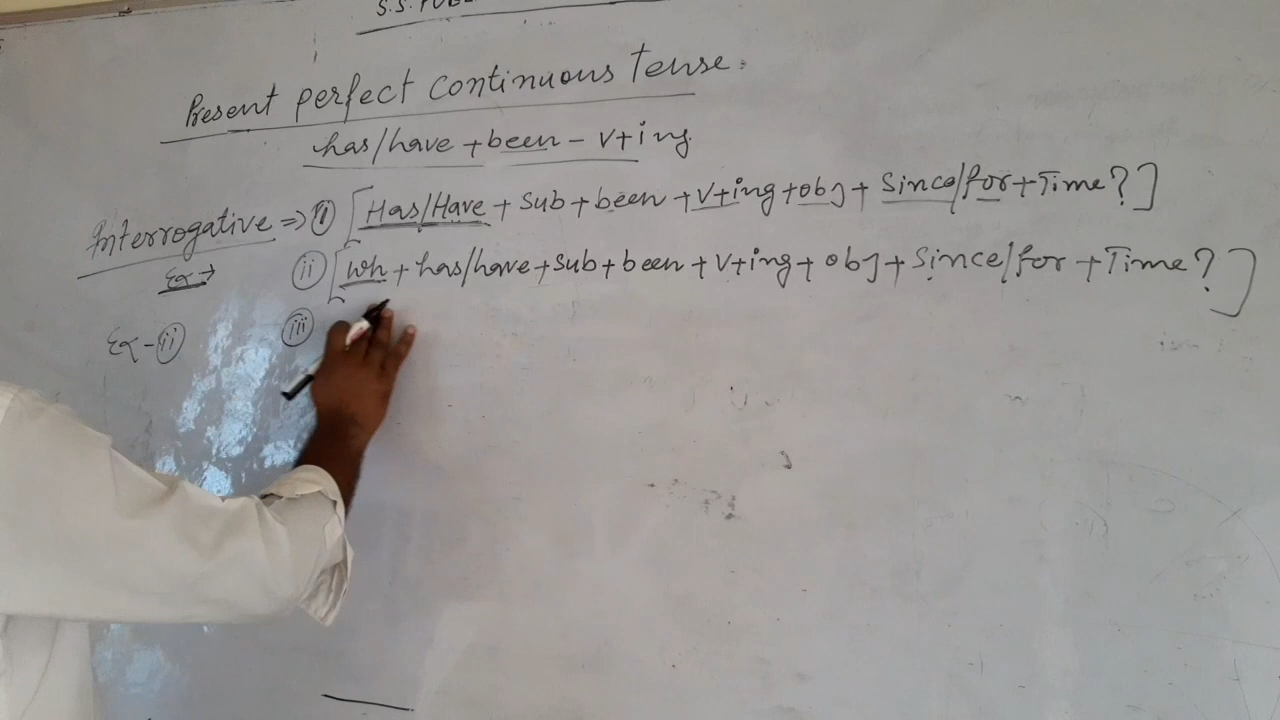 S.S.
Present perfect continuous tense.
has/have + been - v+ing
Interrogative => (i) [Has/Have + sub + been + v+ing + obj + Since/for + Time?]
Ex → (ii) [wh + has/have + sub + been + v+ing + obj + Since/for + Time?]
Ex - (ii) (iii)